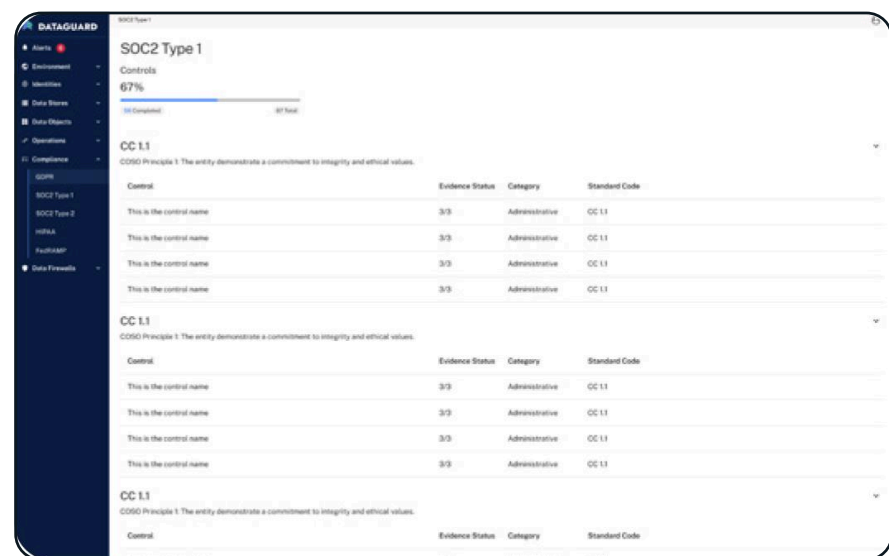 DATAGUARD
Alerts
Environment
Identities
Data Stores
Data Objects
Operations
Compliance
GDPR
SOC2 Type 1
SOC2 Type 2
HIPAA
FedRAMP
Data Firewalls
SOC2 Type 1
SOC2 Type 1
Controls
67%
Completed 87 Total
CC 1.1
COSO Principle 1: The entity demonstrates a commitment to integrity and ethical values.
Control Evidence Status Category Standard Code
This is the control name 3/3 Administrative CC 1.1
This is the control name 3/3 Administrative CC 1.1
This is the control name 3/3 Administrative CC 1.1
This is the control name 3/3 Administrative CC 1.1
CC 1.1
COSO Principle 1: The entity demonstrates a commitment to integrity and ethical values.
Control Evidence Status Category Standard Code
This is the control name 3/3 Administrative CC 1.1
This is the control name 3/3 Administrative CC 1.1
This is the control name 3/3 Administrative CC 1.1
This is the control name 3/3 Administrative CC 1.1
CC 1.1
COSO Principle 1: The entity demonstrates a commitment to integrity and ethical values.
Control Evidence Status Category Standard Code